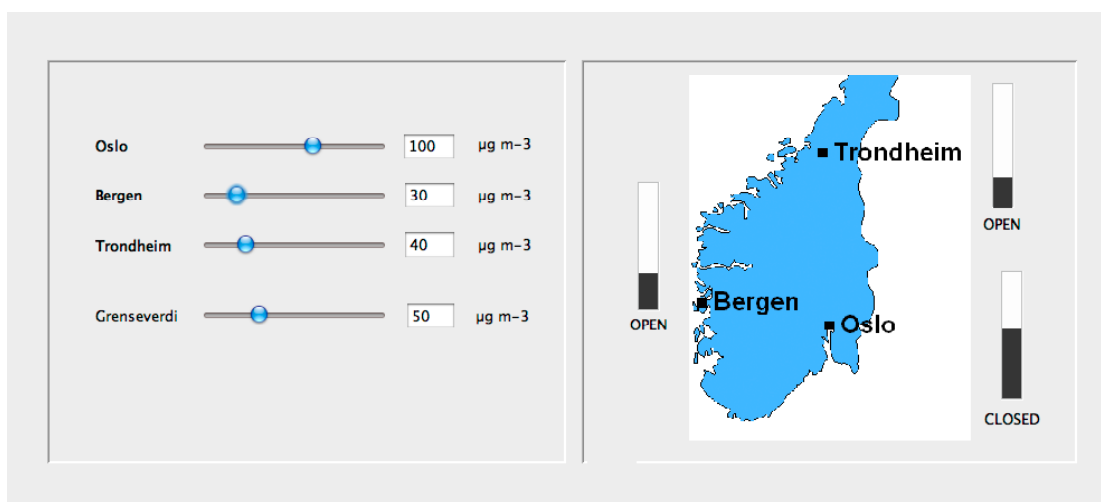 Oslo 100 µg m-3
Bergen 30 µg m-3
Trondheim 40 µg m-3
Grenseverdi 50 µg m-3
Trondheim
OPEN
Bergen
OPEN
Oslo
CLOSED